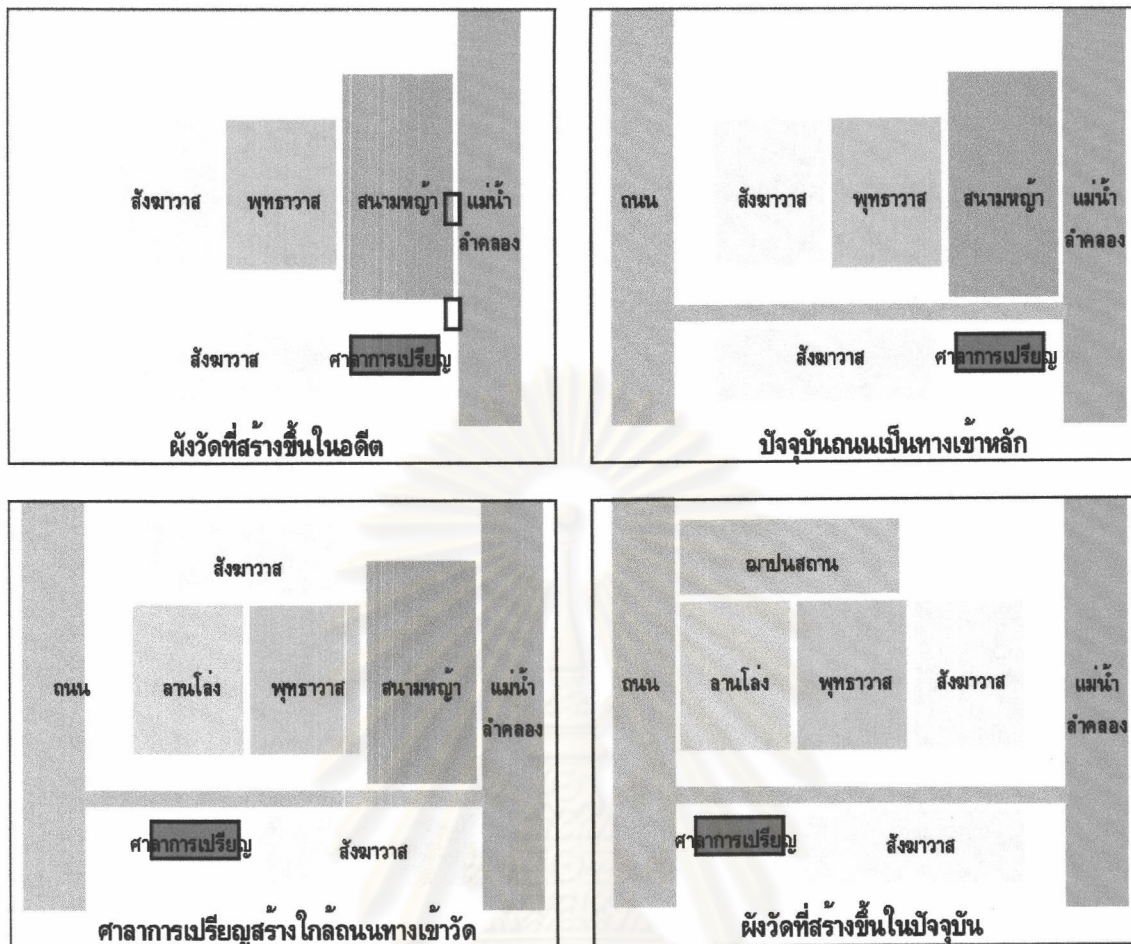 สังฆาวาส
พุทธาวาส
สนามหญ้า
แม่น้ำ
ลำคลอง
สังฆาวาส
ศาลาการเปรียญ
ผังวัดที่สร้างขึ้นในอดีต
ถนน
สังฆาวาส
พุทธาวาส
สนามหญ้า
แม่น้ำ
ลำคลอง
สังฆาวาส
ศาลาการเปรียญ
ปัจจุบันถนนเป็นทางเข้าหลัก
สังฆาวาส
ถนน
ลานโล่ง
พุทธาวาส
สนามหญ้า
แม่น้ำ
ลำคลอง
ศาลาการเปรียญ
สังฆาวาส
ศาลาการเปรียญสร้างใกล้ถนนทางเข้าวัด
ฌาปนสถาน
ถนน
ลานโล่ง
พุทธาวาส
สังฆาวาส
แม่น้ำ
ลำคลอง
ศาลาการเปรียญ
สังฆาวาส
ผังวัดที่สร้างขึ้นในปัจจุบัน